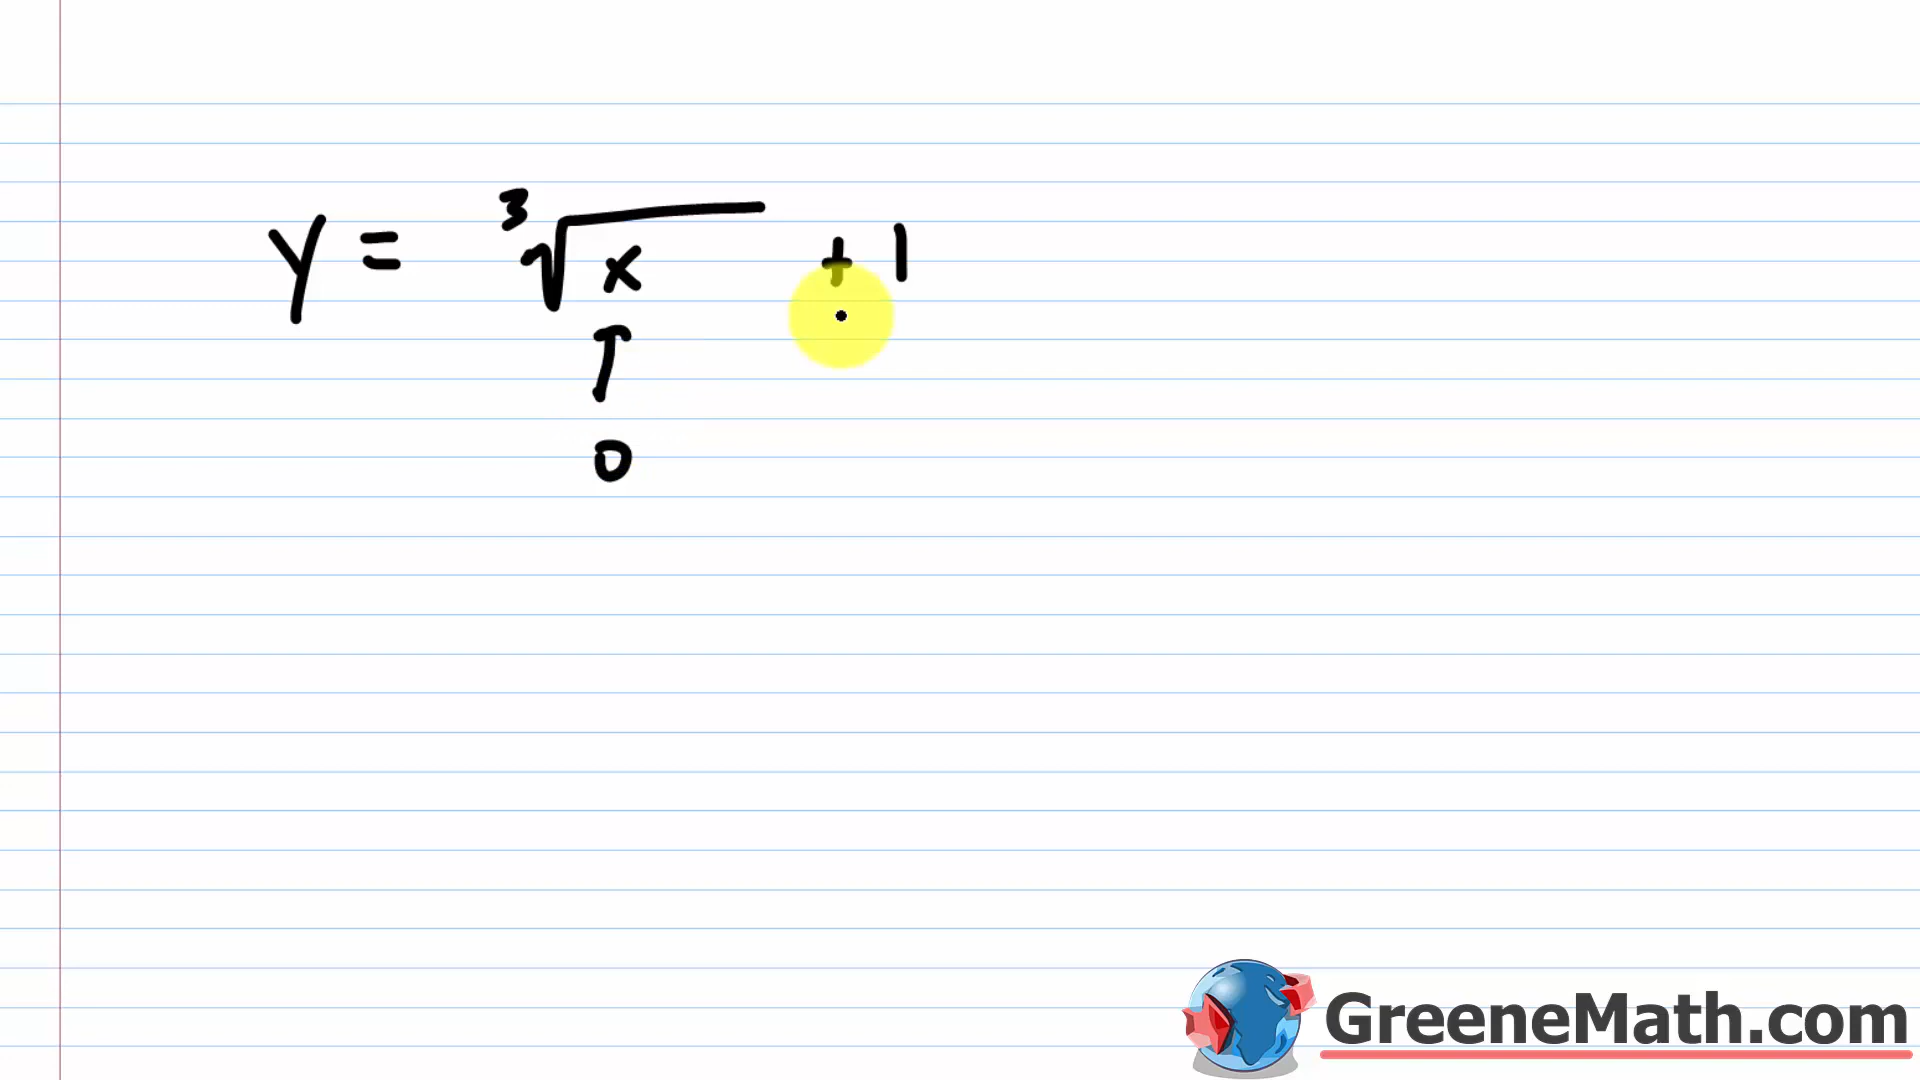 y = ∛x + 1
↑
0
GreeneMath.com